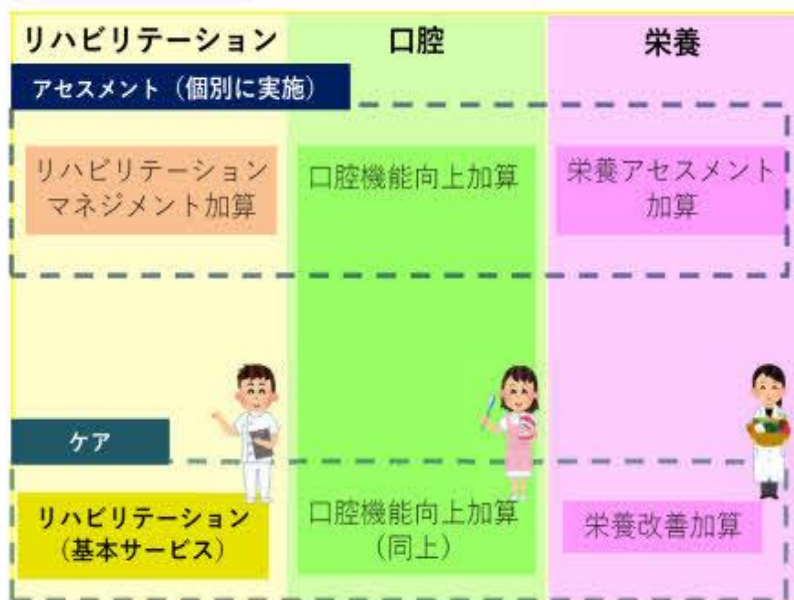 リハビリテーション
口腔
栄養
アセスメント（個別に実施）
リハビリテーション
マネジメント加算
口腔機能向上加算
栄養アセスメント
加算
ケア
リハビリテーション
（基本サービス）
口腔機能向上加算
（同上）
栄養改善加算